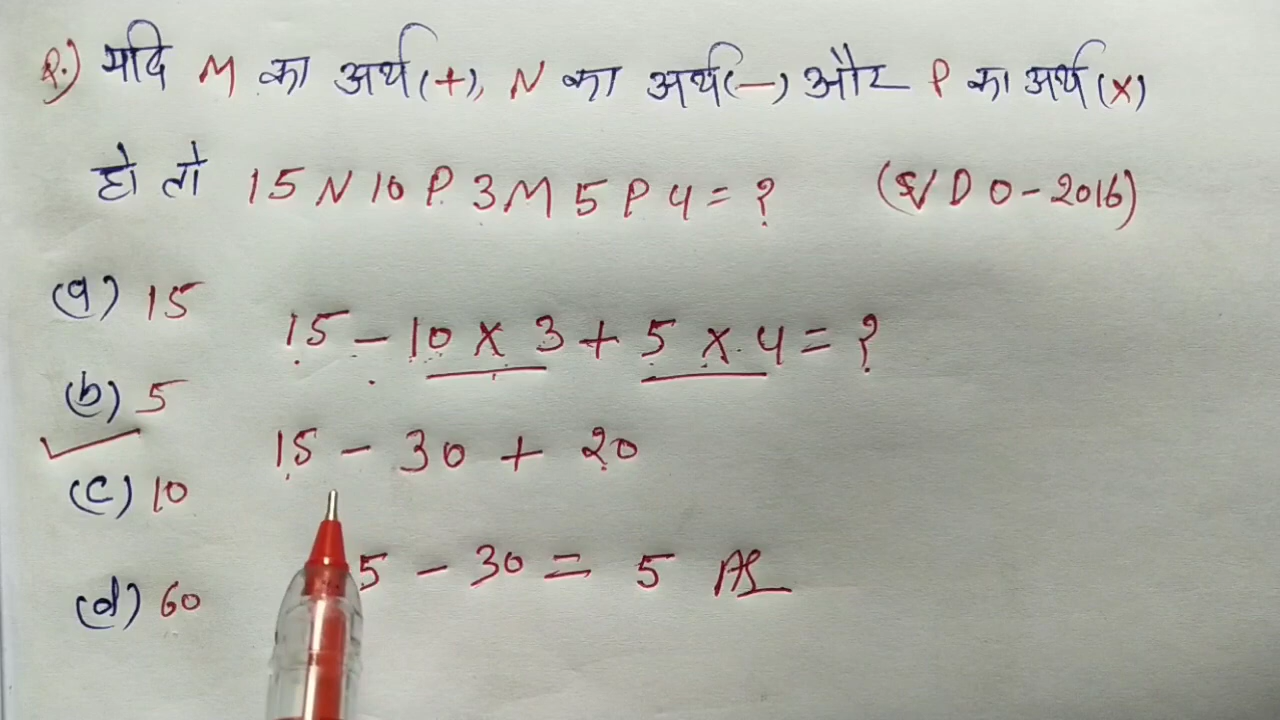 Q.) यदि M का अर्थ (+), N का अर्थ (-) और P का अर्थ (×)
हो तो 15 N 10 P 3 M 5 P 4 = ? (VDO-2016)
(a) 15
15 - 10 × 3 + 5 × 4 = ?
(b) 5
15 - 30 + 20
(c) 10
5 - 30 = 5 As
(d) 60